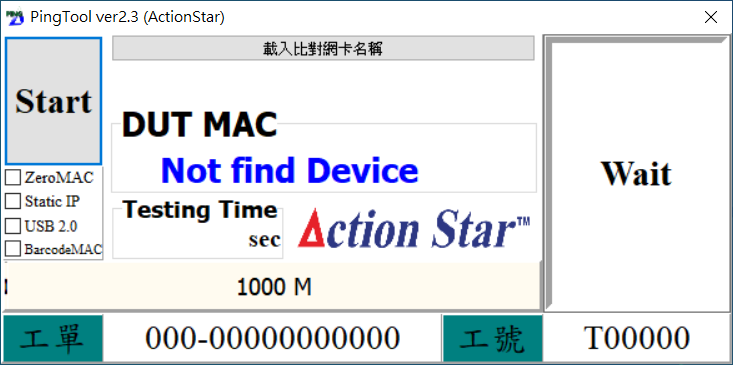 PingTool ver2.3 (ActionStar)
Start
載入比對網卡名稱
DUT MAC
Not find Device
Wait
ZeroMAC
Static IP
USB 2.0
BarcodeMAC
Testing Time
sec
Action Star™
1000 M
工單
000-00000000000
工號
T00000